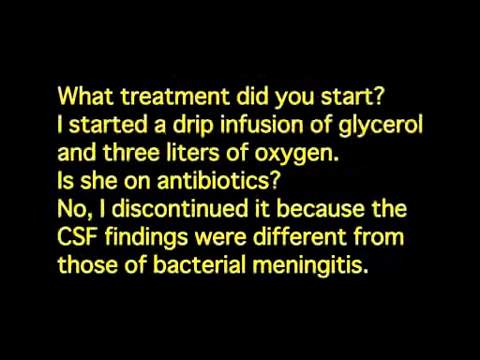 What treatment did you start?
I started a drip infusion of glycerol
and three liters of oxygen.
Is she on antibiotics?
No, I discontinued it because the
CSF findings were different from
those of bacterial meningitis.